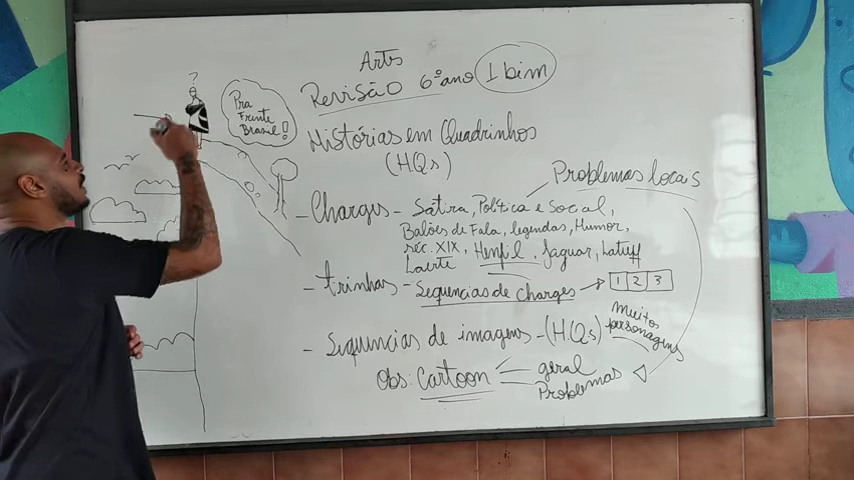 Arts
Revisão 6º ano 1 bim
?
Pra
Frente
Brasil!
Histórias em Quadrinhos
(HQs)
Problemas locais
- Charges - Sátira, Política e Social,
Balões de Fala, legendas, Humor,
séc. XIX, Henfil, Jaguar, Latuff
Laerte
- tirinhas - Sequências de charges → 1 2 3
- Sequências de imagens - (H.Qs) muitos
personagens
Obs: Cartoon - geral
Problemas